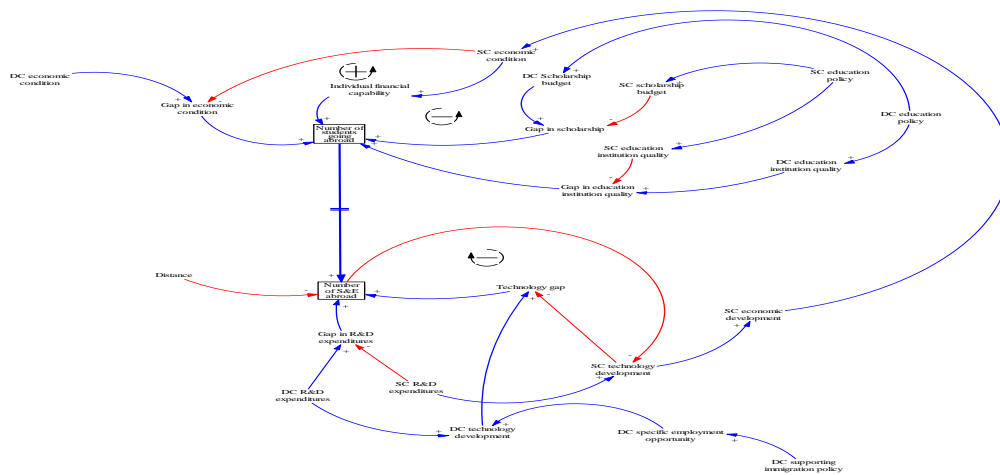 SC economic
condition
DC economic
condition
DC Scholarship
budget
SC scholarship
budget
SC education
policy
Individual financial
capability
Gap in economic
condition
Number of
students
going
abroad
Gap in scholarship
DC education
policy
SC education
institution quality
DC education
institution quality
Gap in education
institution quality
Distance
Number
of S&E
abroad
Technology gap
SC economic
development
Gap in R&D
expenditures
SC technology
development
SC R&D
expenditures
DC R&D
expenditures
DC technology
development
DC specific employment
opportunity
DC supporting
immigration policy